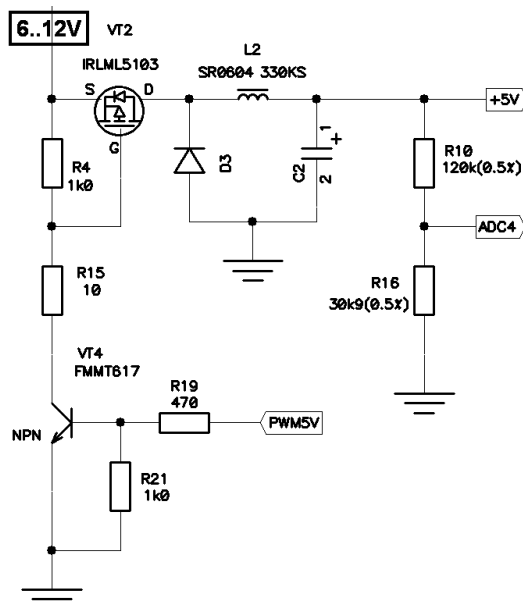 6..12V
VT2
IRLML5103
S
D
G
L2
SR0604 330KS
+5V
R4
1k0
D3
C2
1
+
2
R10
120k(0.5%)
ADC4
R15
10
R16
30k9(0.5%)
VT4
FMMT617
NPN
R19
470
PWM5V
R21
1k0